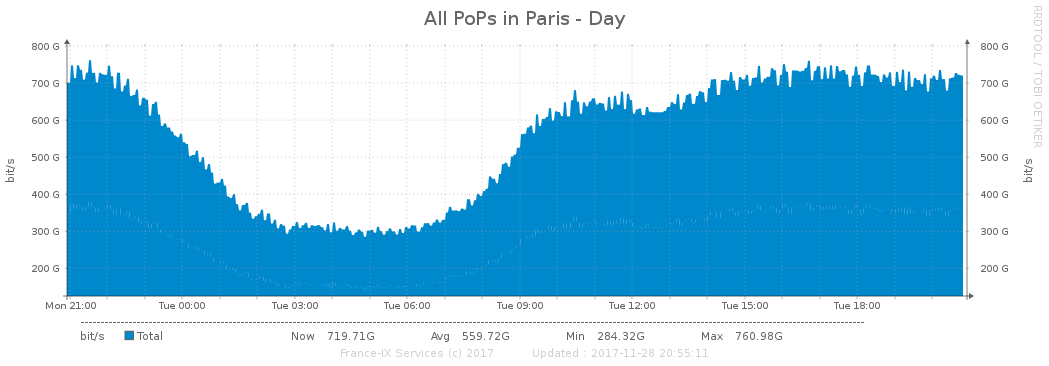 All PoPs in Paris - Day
RRDTOOL / TOBI OETIKER
800 G 800 G
700 G 700 G
600 G 600 G
500 G 500 G
400 G 400 G
300 G 300 G
200 G 200 G
bit/s bit/s
Mon 21:00 Tue 00:00 Tue 03:00 Tue 06:00 Tue 09:00 Tue 12:00 Tue 15:00 Tue 18:00
bit/s Total Now 719.71G Avg 559.72G Min 284.32G Max 760.98G
France-IX Services (c) 2017 Updated : 2017-11-28 20:55:11